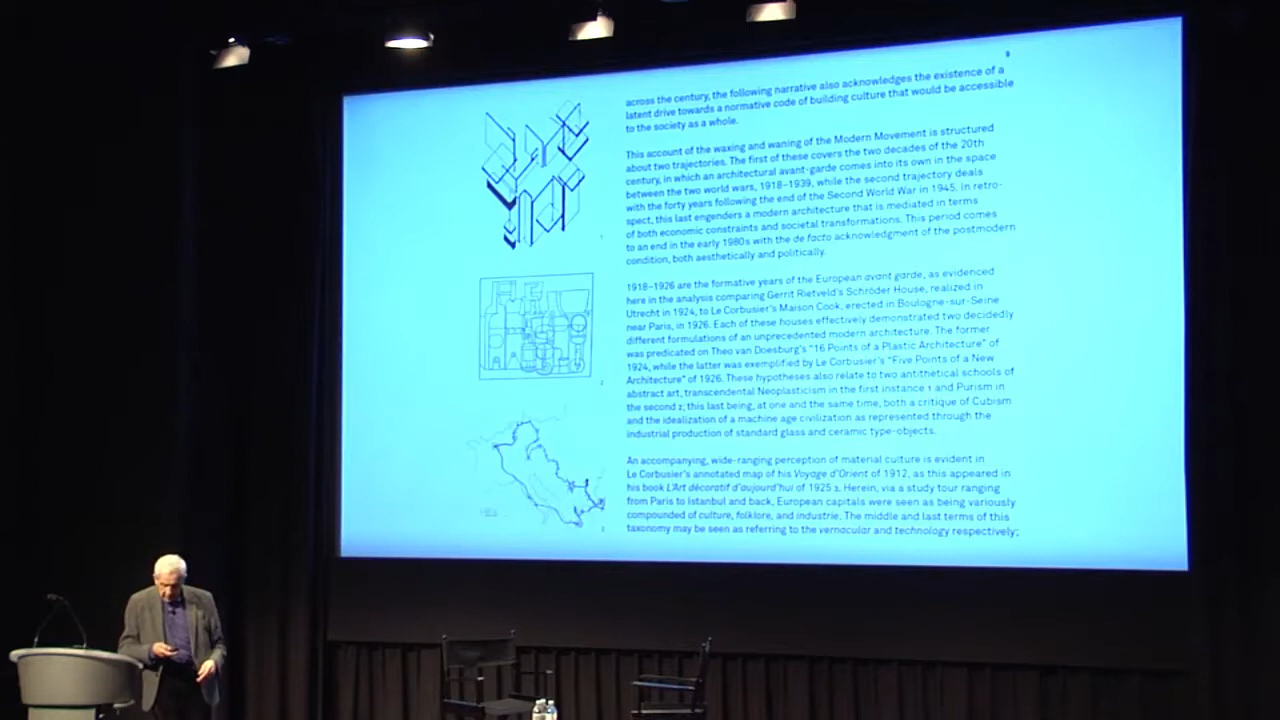 9
across the century, the following narrative also acknowledges the existence of a
latent drive towards a normative code of building culture that would be accessible
to the society as a whole.
This account of the waxing and waning of the Modern Movement is structured
about two trajectories. The first of these covers the two decades of the 20th
century, in which an architectural avant-garde comes into its own in the space
between the two world wars, 1918–1939, while the second trajectory deals
with the forty years following the end of the Second World War in 1945. In retro-
spect, this last engenders a modern architecture that is mediated in terms
of both economic constraints and societal transformations. This period comes
to an end in the early 1980s with the de facto acknowledgment of the postmodern
condition, both aesthetically and politically.
1918–1926 are the formative years of the European avant garde, as evidenced
here in the analysis comparing Gerrit Rietveld's Schröder House, realized in
Utrecht in 1924, to Le Corbusier's Maison Cook, erected in Boulogne-sur-Seine
near Paris, in 1926. Each of these houses effectively demonstrated two decidedly
different formulations of an unprecedented modern architecture. The former
was predicated on Theo van Doesburg's "16 Points of a Plastic Architecture" of
1924, while the latter was exemplified by Le Corbusier's "Five Points of a New
Architecture" of 1926. These hypotheses also relate to two antithetical schools of
abstract art, transcendental Neoplasticism in the first instance 1 and Purism in
the second 2; this last being, at one and the same time, both a critique of Cubism
and the idealization of a machine age civilization as represented through the
industrial production of standard glass and ceramic type-objects.
An accompanying, wide-ranging perception of material culture is evident in
Le Corbusier's annotated map of his Voyage d'Orient of 1912, as this appeared in
his book L'Art décoratif d'aujourd'hui of 1925 3. Herein, via a study tour ranging
from Paris to Istanbul and back, European capitals were seen as being variously
compounded of culture, folklore, and industrie. The middle and last terms of this
taxonomy may be seen as referring to the vernacular and technology respectively;
1
2
3